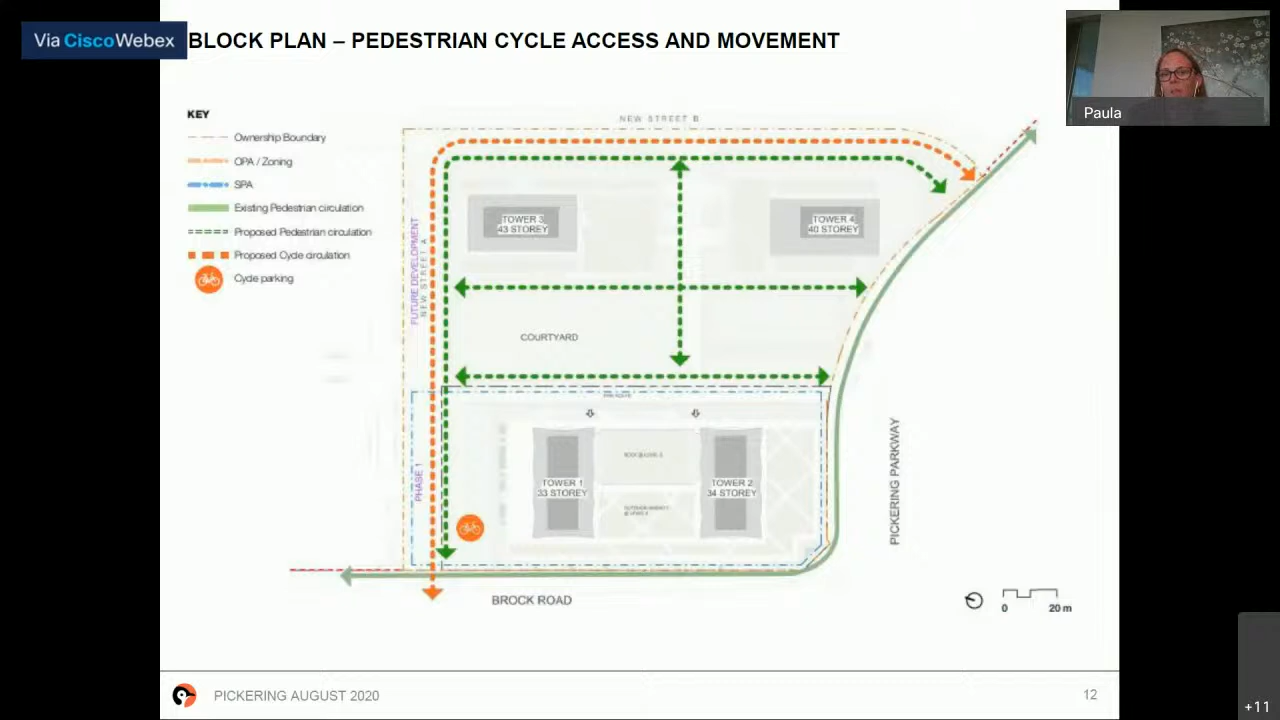 Via Cisco Webex
BLOCK PLAN – PEDESTRIAN CYCLE ACCESS AND MOVEMENT
Paula
KEY
Ownership Boundary
OPA / Zoning
SPA
Existing Pedestrian circulation
Proposed Pedestrian circulation
Proposed Cycle circulation
Cycle parking
NEW STREET B
TOWER 3
43 STOREY
TOWER 4
40 STOREY
FUTURE DEVELOPMENT
NEW STREET A
COURTYARD
PHASE 1
TOWER 1
33 STOREY
TOWER 2
34 STOREY
PICKERING PARKWAY
BROCK ROAD
0 20 m
PICKERING AUGUST 2020
12
+11